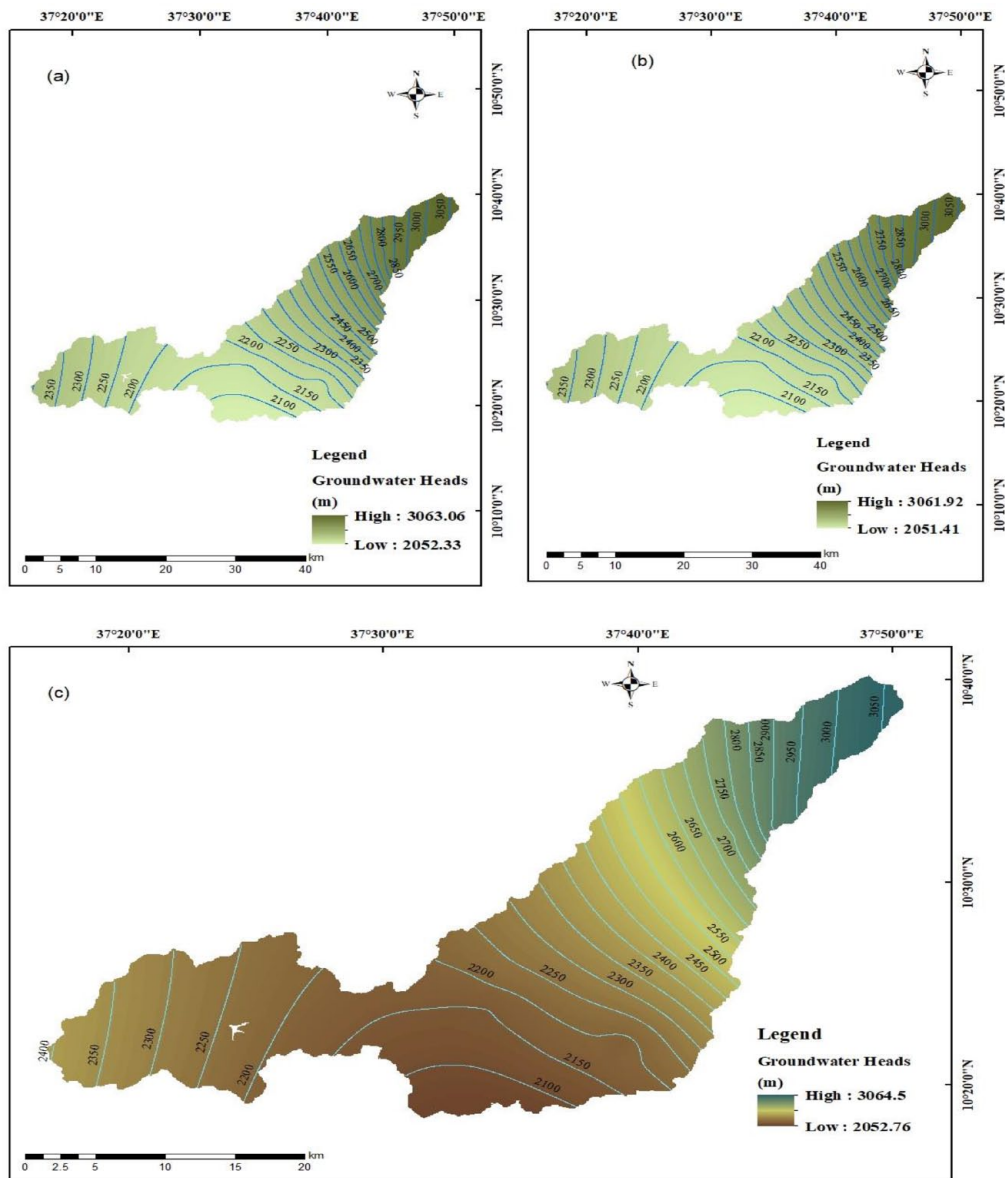 37°20'0"E 37°30'0"E 37°40'0"E 37°50'0"E
(a)
N
W E
S
10°50'0"N
10°40'0"N
10°30'0"N
10°20'0"N
10°10'0"N
3050
3000
2950
2800
2850
2650
2700
2550
2600
2450
2500
2400
2350
2200
2250
2300
2150
2100
2350
2300
2250
2200
Legend
Groundwater Heads
(m)
High : 3063.06
Low : 2052.33
km
0 5 10 20 30 40
37°20'0"E 37°30'0"E 37°40'0"E 37°50'0"E
(b)
N
W E
S
10°50'0"N
10°40'0"N
10°30'0"N
10°20'0"N
10°10'0"N
3050
3000
2850
2350
2800
2700
2550
2600
2650
2450
2500
2400
2350
2200
2250
2300
2150
2100
2350
2300
2250
2200
Legend
Groundwater Heads
(m)
High : 3061.92
Low : 2051.41
km
0 5 10 20 30 40
37°20'0"E 37°30'0"E 37°40'0"E 37°50'0"E
(c)
N
W E
S
10°40'0"N
10°30'0"N
10°20'0"N
3050
3000
2950
2900
2850
2800
2750
2650
2700
2600
2550
2500
2450
2400
2350
2300
2250
2200
2150
2100
2400
2350
2300
2250
2200
Legend
Groundwater Heads
(m)
High : 3064.5
Low : 2052.76
km
0 2.5 5 10 15 20